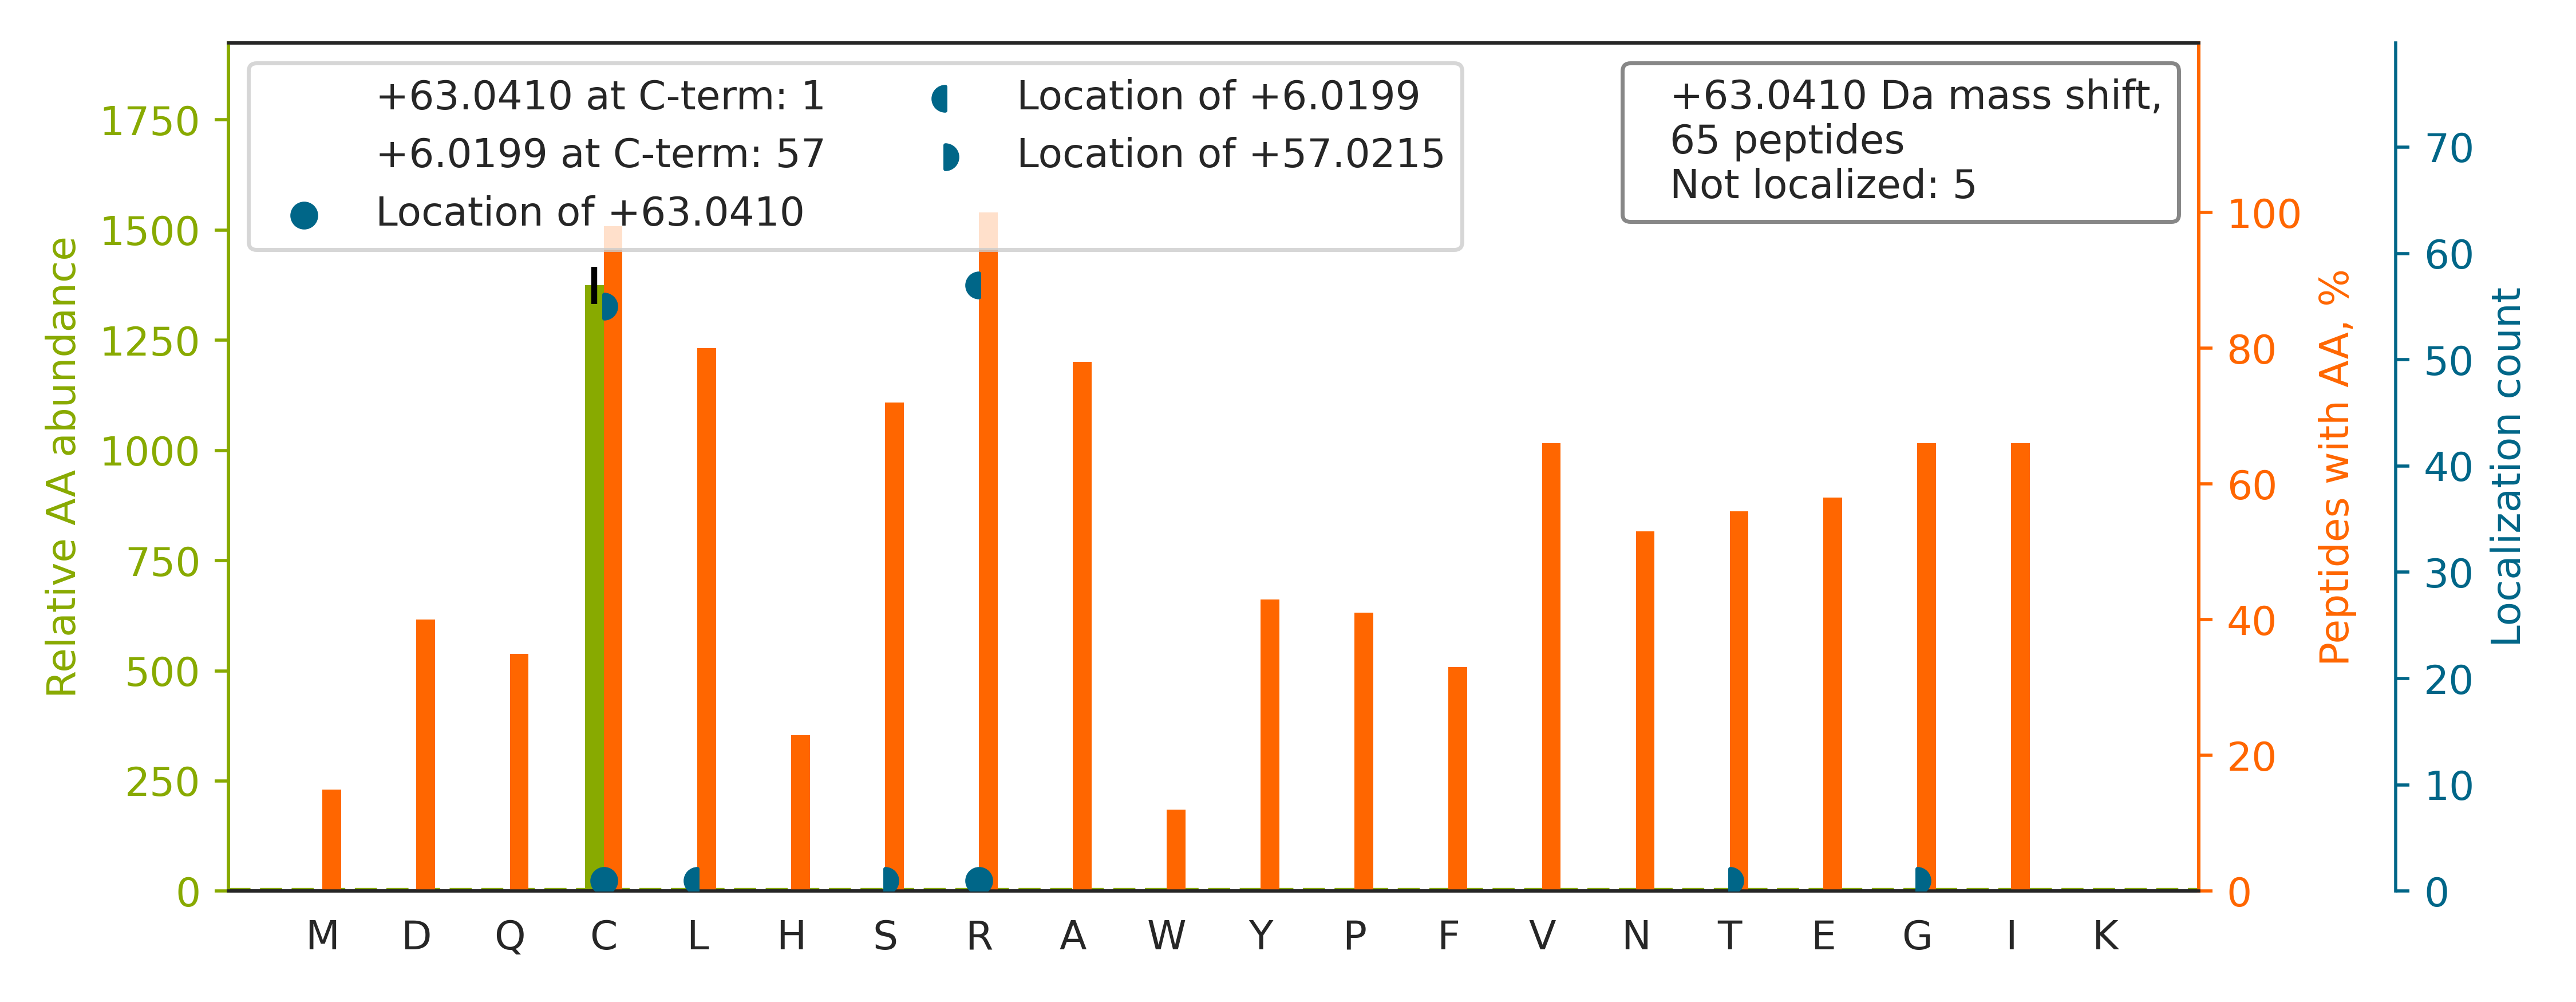 +63.0410 at C-term: 1
+6.0199 at C-term: 57
Location of +63.0410
Location of +6.0199
Location of +57.0215
+63.0410 Da mass shift,
65 peptides
Not localized: 5
Relative AA abundance
1750
1500
1250
1000
750
500
250
0
Peptides with AA, %
100
80
60
40
20
0
Localization count
70
60
50
40
30
20
10
0
M D Q C L H S R A W Y P F V N T E G I K